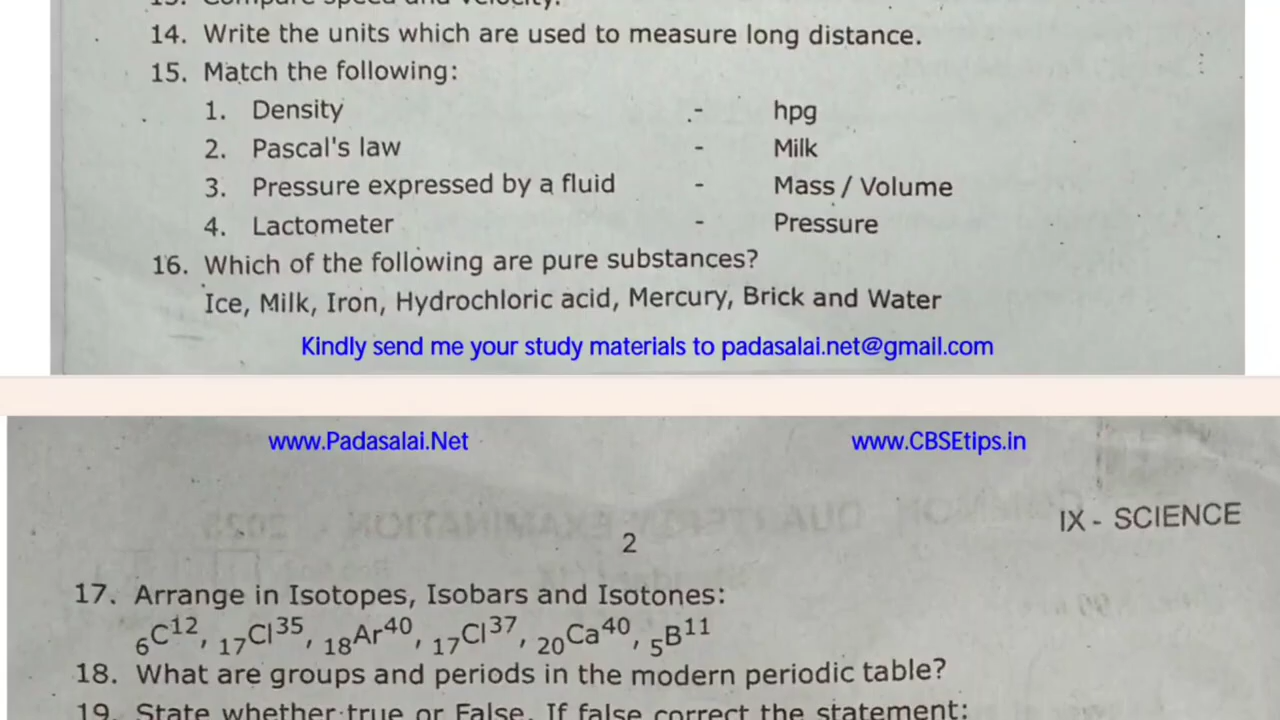 13. Compare speed and velocity.
14. Write the units which are used to measure long distance.
15. Match the following:
1. Density - hpg
2. Pascal's law - Milk
3. Pressure expressed by a fluid - Mass / Volume
4. Lactometer - Pressure
16. Which of the following are pure substances?
Ice, Milk, Iron, Hydrochloric acid, Mercury, Brick and Water
Kindly send me your study materials to padasalai.net@gmail.com
www.Padasalai.Net www.CBSEtips.in
IX - SCIENCE
2
17. Arrange in Isotopes, Isobars and Isotones:
₆C¹², ₁₇Cl³⁵, ₁₈Ar⁴⁰, ₁₇Cl³⁷, ₂₀Ca⁴⁰, ₅B¹¹
18. What are groups and periods in the modern periodic table?
19. State whether true or False. If false correct the statement: